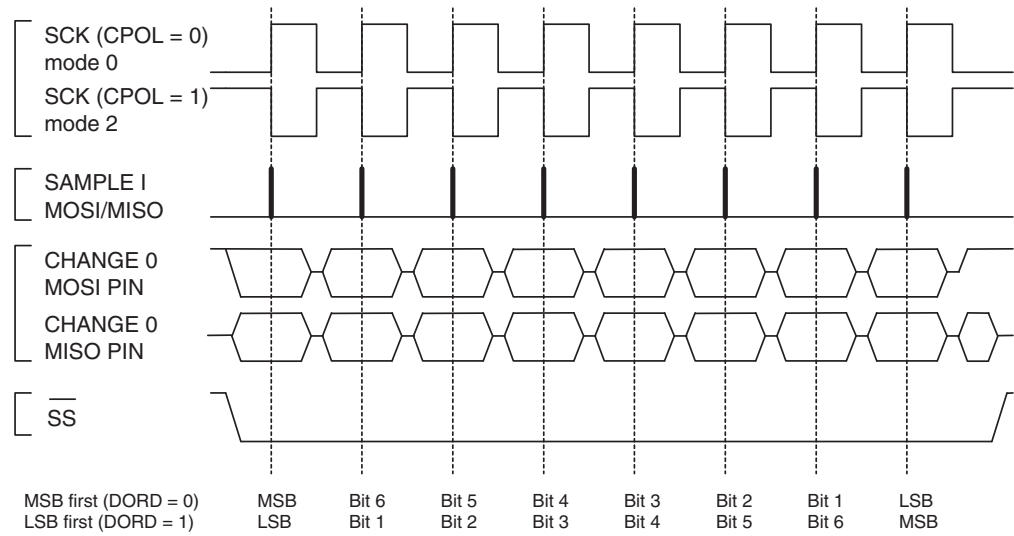 SCK (CPOL = 0)
mode 0
SCK (CPOL = 1)
mode 2
SAMPLE I
MOSI/MISO
CHANGE 0
MOSI PIN
CHANGE 0
MISO PIN
SS
MSB first (DORD = 0) MSB Bit 6 Bit 5 Bit 4 Bit 3 Bit 2 Bit 1 LSB
LSB first (DORD = 1) LSB Bit 1 Bit 2 Bit 3 Bit 4 Bit 5 Bit 6 MSB